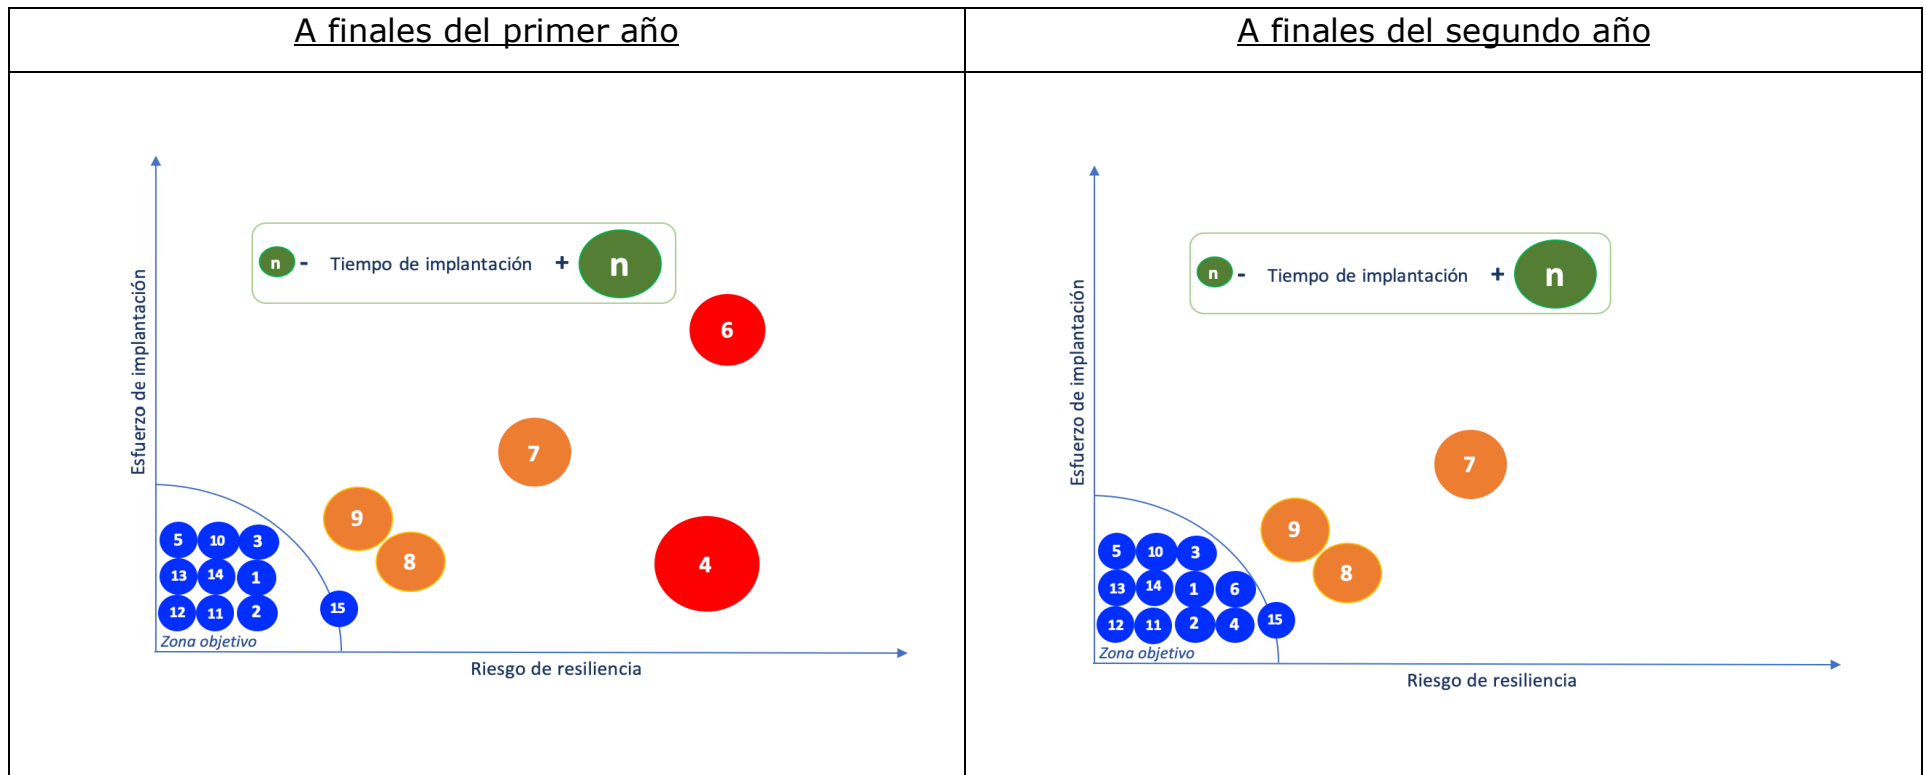 A finales del primer año
A finales del segundo año
n - Tiempo de implantación + n
Esfuerzo de implantación
6
7
9
8
4
5 10 3
13 14 1
12 11 2
15
Zona objetivo
Riesgo de resiliencia
n - Tiempo de implantación + n
Esfuerzo de implantación
7
9
8
5 10 3
13 14 1 6
12 11 2 4 15
Zona objetivo
Riesgo de resiliencia